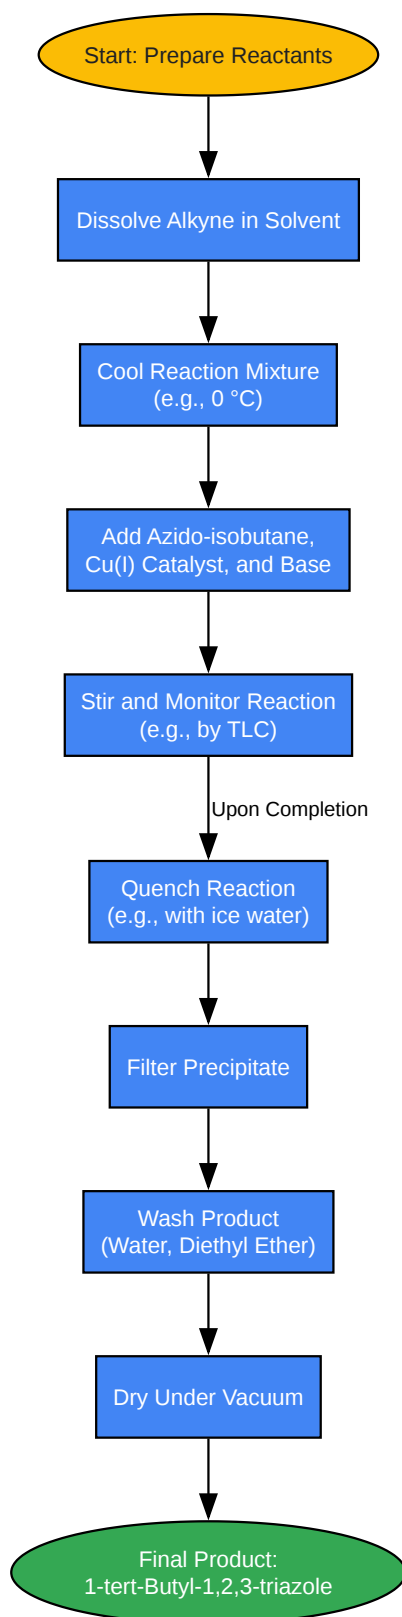 Start: Prepare Reactants
Dissolve Alkyne in Solvent
Cool Reaction Mixture
(e.g., 0 °C)
Add Azido-isobutane,
Cu(I) Catalyst, and Base
Stir and Monitor Reaction
(e.g., by TLC)
Upon Completion
Quench Reaction
(e.g., with ice water)
Filter Precipitate
Wash Product
(Water, Diethyl Ether)
Dry Under Vacuum
Final Product:
1-tert-Butyl-1,2,3-triazole